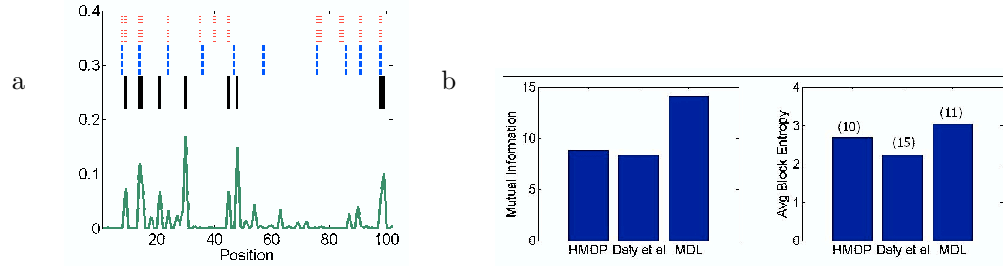 a
0.4
0.3
0.2
0.1
0
20 40 60 80 100
Position
b
15
10
5
0
Mutual Information
HMDP Daly et al MDL
4
3
2
1
0
Avg Block Entropy
(10) (15) (11)
HMDP Daly et al MDL